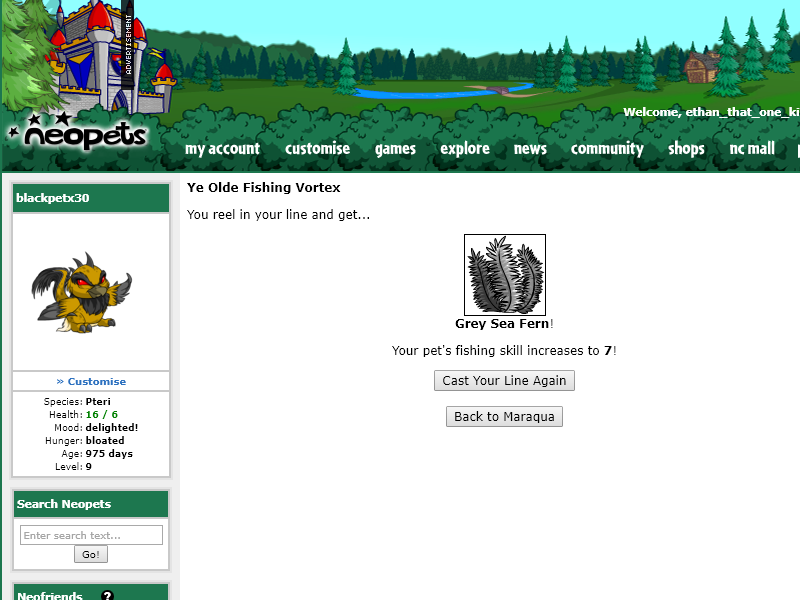 ADVERTISEMENT
neopets
Welcome, ethan_that_one_ki
my account customise games explore news community shops nc mall
blackpetx30
» Customise
Species: Pteri
Health: 16 / 6
Mood: delighted!
Hunger: bloated
Age: 975 days
Level: 9
Search Neopets
Enter search text...
Go!
Neofriends ?
Ye Olde Fishing Vortex
You reel in your line and get...
Grey Sea Fern!
Your pet's fishing skill increases to 7!
Cast Your Line Again
Back to Maraqua